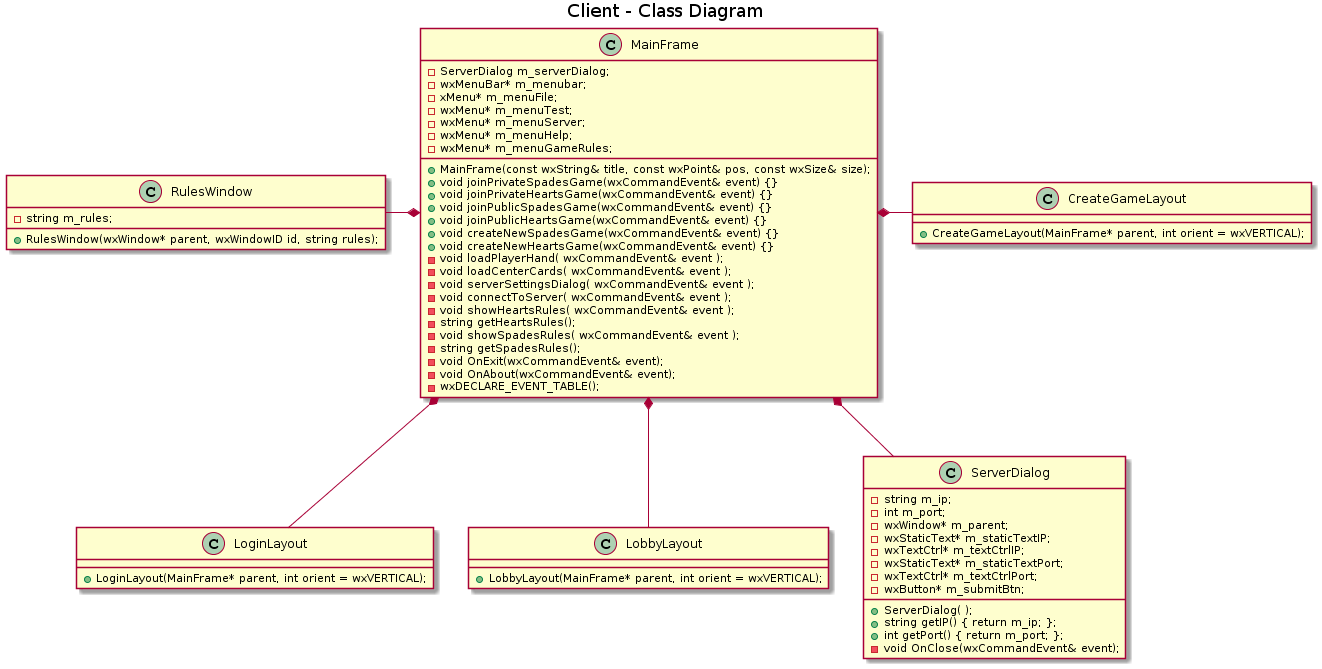 Client - Class Diagram
C MainFrame
ServerDialog m_serverDialog;
wxMenuBar* m_menubar;
xMenu* m_menuFile;
wxMenu* m_menuTest;
wxMenu* m_menuServer;
wxMenu* m_menuHelp;
wxMenu* m_menuGameRules;
MainFrame(const wxString& title, const wxPoint& pos, const wxSize& size);
void joinPrivateSpadesGame(wxCommandEvent& event) {}
void joinPrivateHeartsGame(wxCommandEvent& event) {}
void joinPublicSpadesGame(wxCommandEvent& event) {}
void joinPublicHeartsGame(wxCommandEvent& event) {}
void createNewSpadesGame(wxCommandEvent& event) {}
void createNewHeartsGame(wxCommandEvent& event) {}
void loadPlayerHand( wxCommandEvent& event );
void loadCenterCards( wxCommandEvent& event );
void serverSettingsDialog( wxCommandEvent& event );
void connectToServer( wxCommandEvent& event );
void showHeartsRules( wxCommandEvent& event );
string getHeartsRules();
void showSpadesRules( wxCommandEvent& event );
string getSpadesRules();
void OnExit(wxCommandEvent& event);
void OnAbout(wxCommandEvent& event);
wxDECLARE_EVENT_TABLE();
C RulesWindow
string m_rules;
RulesWindow(wxWindow* parent, wxWindowID id, string rules);
C CreateGameLayout
CreateGameLayout(MainFrame* parent, int orient = wxVERTICAL);
C LoginLayout
LoginLayout(MainFrame* parent, int orient = wxVERTICAL);
C LobbyLayout
LobbyLayout(MainFrame* parent, int orient = wxVERTICAL);
C ServerDialog
string m_ip;
int m_port;
wxWindow* m_parent;
wxStaticText* m_staticTextIP;
wxTextCtrl* m_textCtrlIP;
wxStaticText* m_staticTextPort;
wxTextCtrl* m_textCtrlPort;
wxButton* m_submitBtn;
ServerDialog( );
string getIP() { return m_ip; };
int getPort() { return m_port; };
void OnClose(wxCommandEvent& event);